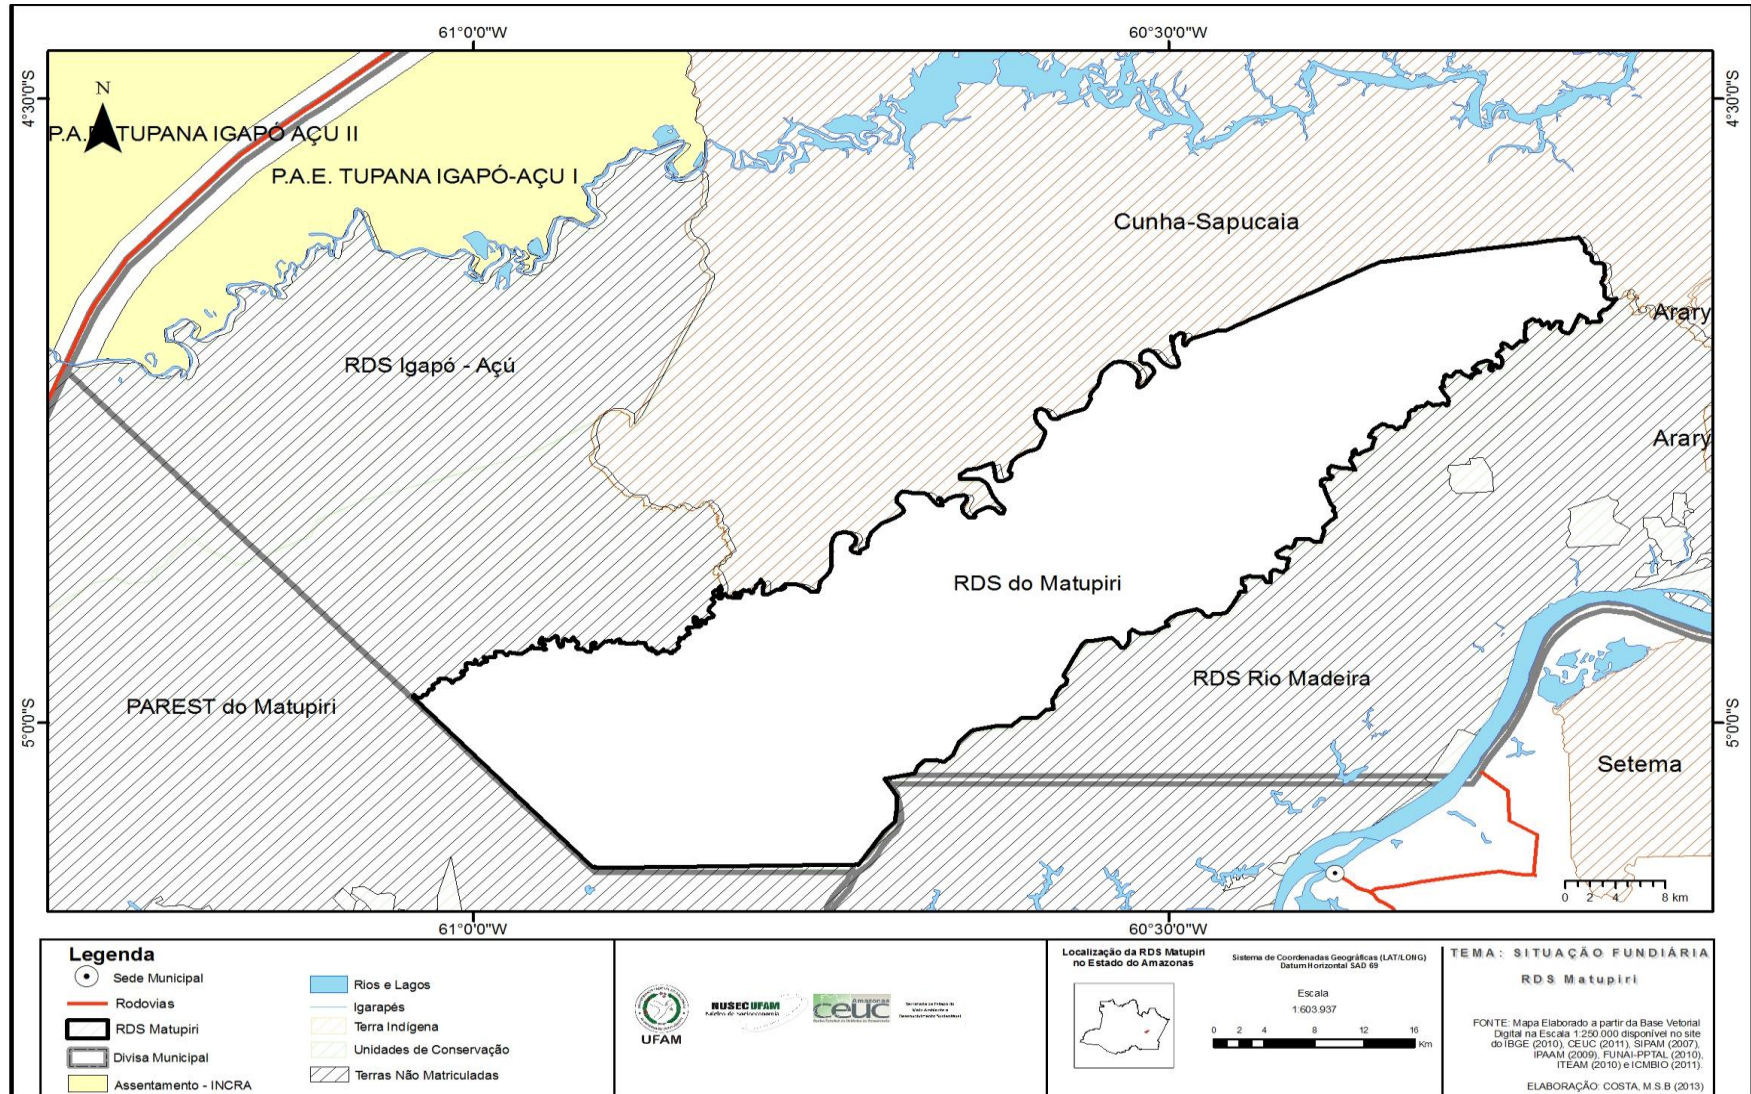 61°0'0"W
60°30'0"W
4°30'0"S
4°30'0"S
N
P.A.E. TUPANA IGAPÓ AÇU II
P.A.E. TUPANA IGAPÓ-AÇU I
Cunha-Sapucaia
Arary
RDS Igapó - Açú
Arary
RDS do Matupiri
RDS Rio Madeira
PAREST do Matupiri
5°0'0"S
5°0'0"S
Setema
0 2 4 8 km
61°0'0"W
60°30'0"W
Legenda
Sede Municipal
Rodovias
RDS Matupiri
Divisa Municipal
Assentamento - INCRA
Rios e Lagos
Igarapés
Terra Indígena
Unidades de Conservação
Terras Não Matriculadas
UFAM
NUSEC UFAM
Núcleo de Socioeconomia
Amazonas
ceuc
Localização da RDS Matupiri
no Estado do Amazonas
Sistema de Coordenadas Geográficas (LAT/LONG)
Datum Horizontal SAD 69
Escala
1:603.937
0 2 4 8 12 16
Km
TEMA: SITUAÇÃO FUNDIÁRIA
RDS Matupiri
FONTE: Mapa Elaborado a partir da Base Vetorial
Digital na Escala 1:250 000 disponível no site
do IBGE (2010), CEUC (2011), SIPAM (2007),
IPAAM (2009), FUNAI-PPTAL (2010),
ITEAM (2010) e ICMBIO (2011).
ELABORAÇÃO: COSTA, M.S.B (2013)